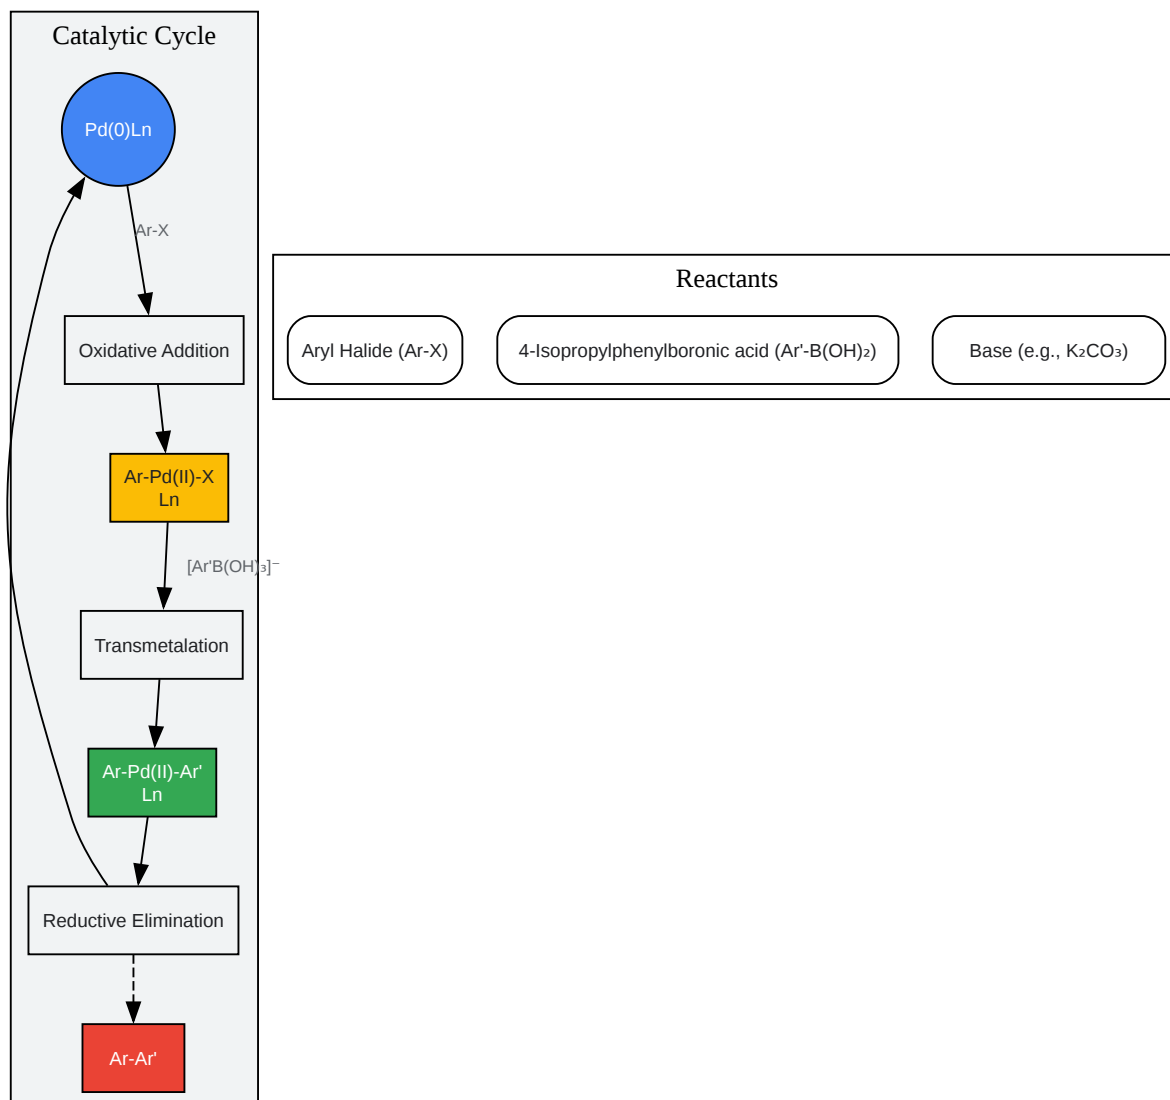 Catalytic Cycle
Pd(0)Ln
Ar-X
Oxidative Addition
Ar-Pd(II)-X
Ln
[Ar'B(OH)₃]⁻
Transmetalation
Ar-Pd(II)-Ar'
Ln
Reductive Elimination
Ar-Ar'
Reactants
Aryl Halide (Ar-X)
4-Isopropylphenylboronic acid (Ar'-B(OH)₂)
Base (e.g., K₂CO₃)